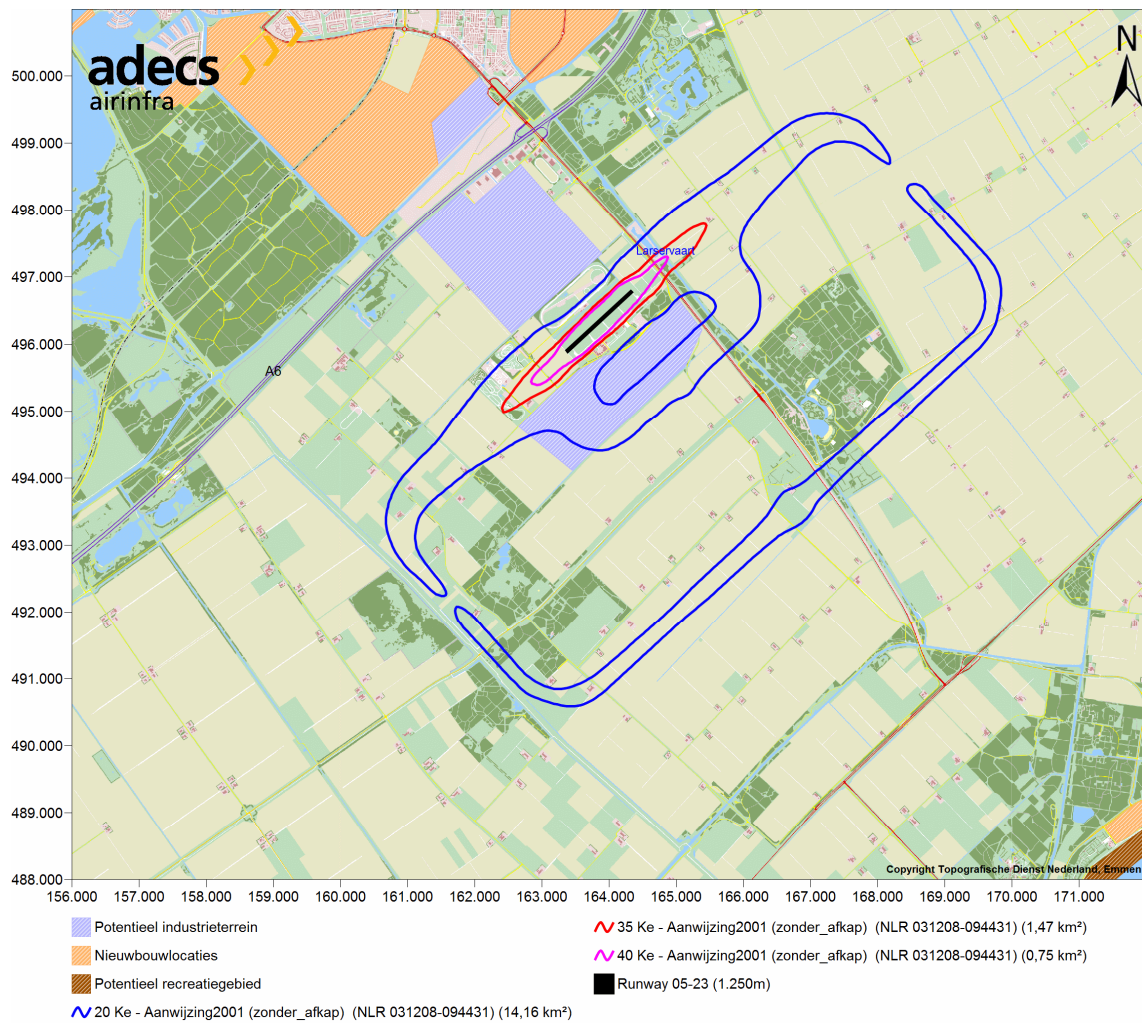 adecs
airinfra
N
500.000
499.000
498.000
497.000
496.000
495.000
494.000
493.000
492.000
491.000
490.000
489.000
488.000
Larservaart
A6
Copyright Topografische Dienst Nederland, Emmen
156.000 157.000 158.000 159.000 160.000 161.000 162.000 163.000 164.000 165.000 166.000 167.000 168.000 169.000 170.000 171.000
Potentieel industrieterrein
Nieuwbouwlocaties
Potentieel recreatiegebied
20 Ke - Aanwijzing2001 (zonder_afkap) (NLR 031208-094431) (14,16 km²)
35 Ke - Aanwijzing2001 (zonder_afkap) (NLR 031208-094431) (1,47 km²)
40 Ke - Aanwijzing2001 (zonder_afkap) (NLR 031208-094431) (0,75 km²)
Runway 05-23 (1.250m)